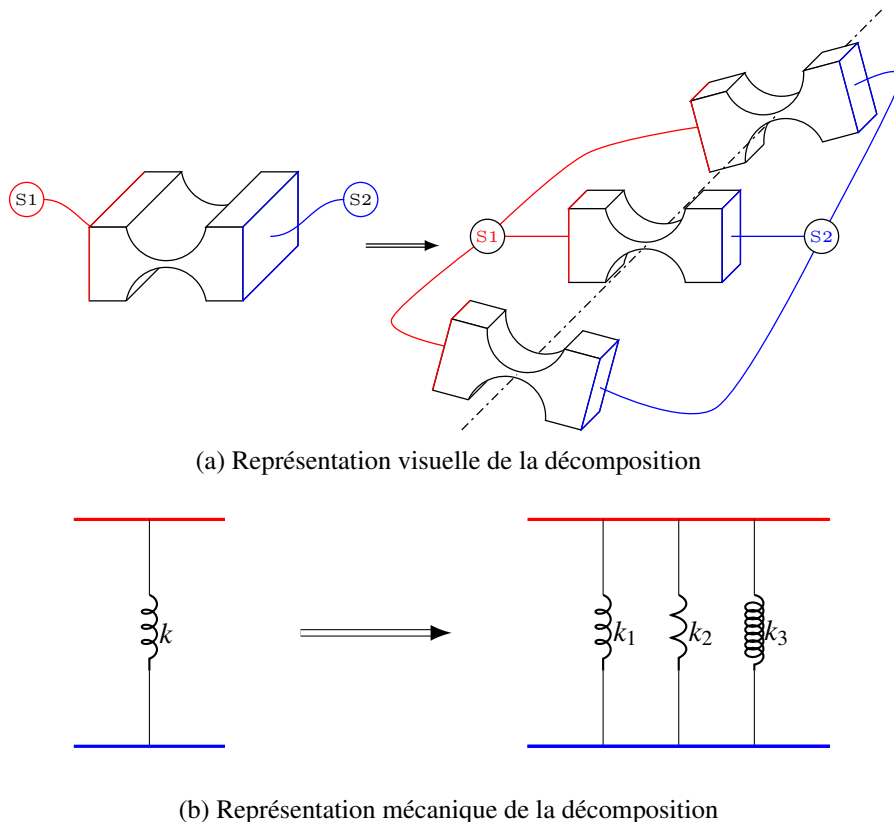 S1
S2
S1
S2
(a) Représentation visuelle de la décomposition
k
k1
k2
k3
(b) Représentation mécanique de la décomposition